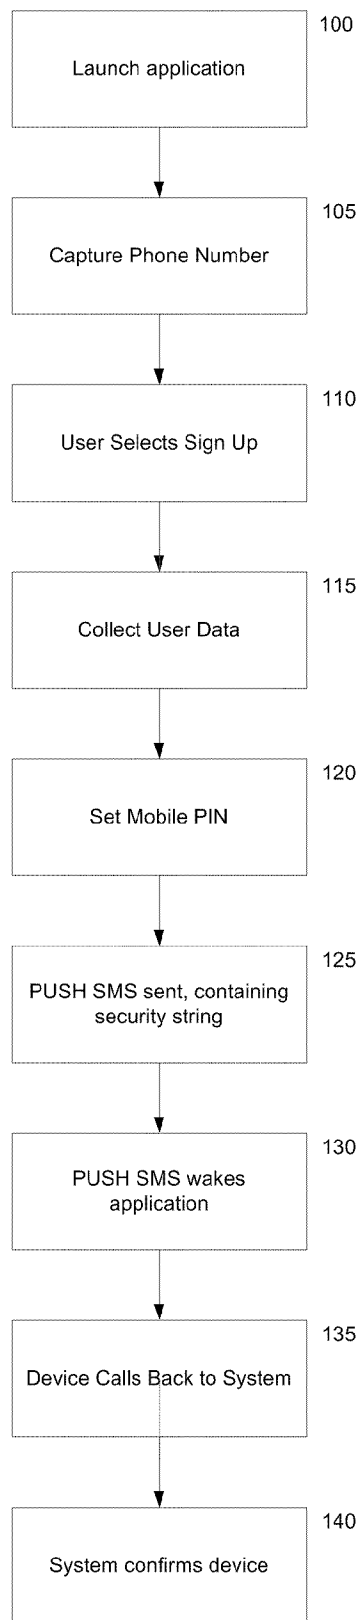 100
Launch application
105
Capture Phone Number
110
User Selects Sign Up
115
Collect User Data
120
Set Mobile PIN
125
PUSH SMS sent, containing
security string
130
PUSH SMS wakes
application
135
Device Calls Back to System
140
System confirms device